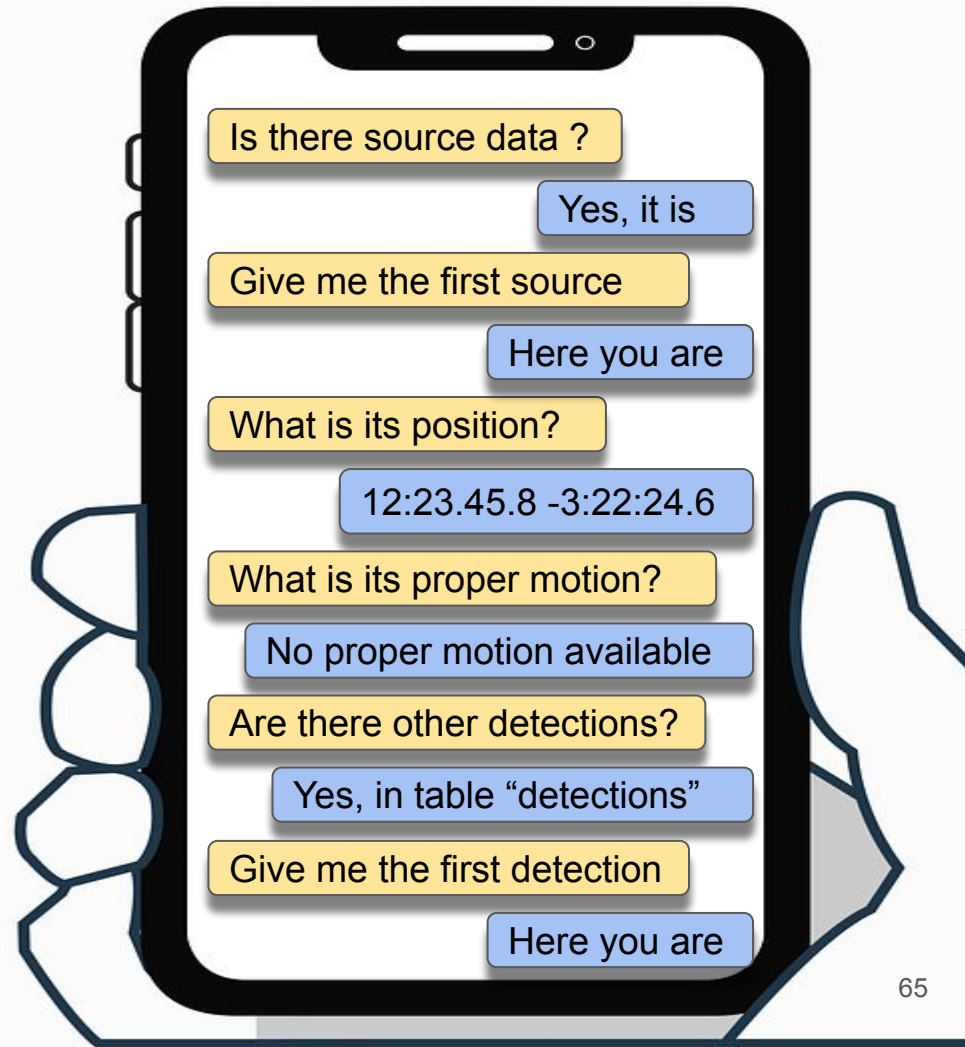 Is there source data ?
Yes, it is
Give me the first source
Here you are
What is its position?
12:23.45.8 -3:22:24.6
What is its proper motion?
No proper motion available
Are there other detections?
Yes, in table “detections”
Give me the first detection
Here you are
65